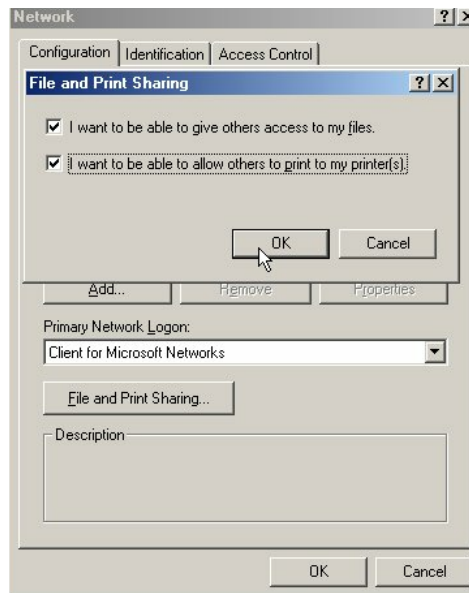 Network
Configuration Identification Access Control
File and Print Sharing
I want to be able to give others access to my files.
I want to be able to allow others to print to my printer(s).
OK Cancel
Add... Remove Properties
Primary Network Logon:
Client for Microsoft Networks
File and Print Sharing...
Description
OK Cancel